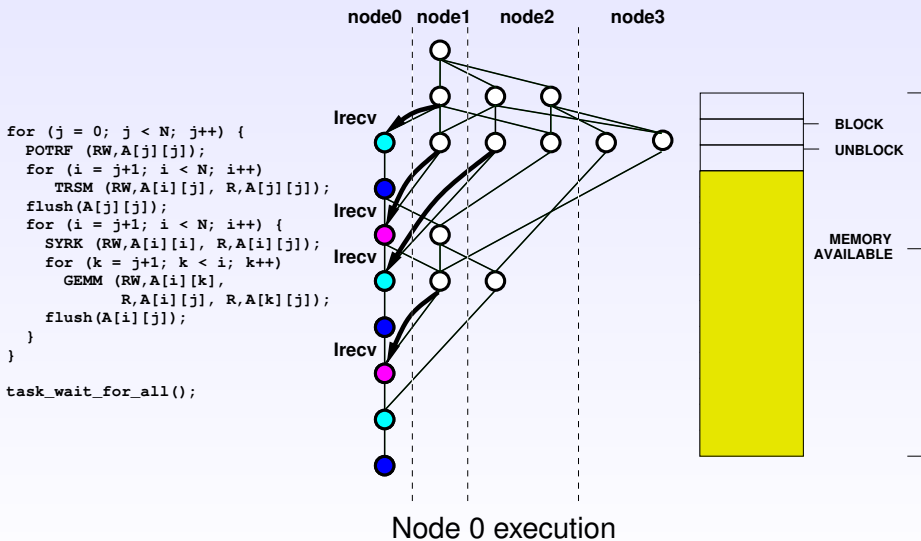 node0 node1 node2 node3
for (j = 0; j < N; j++) {
POTRF (RW,A[j][j]);
for (i = j+1; i < N; i++)
TRSM (RW,A[i][j], R,A[j][j]);
flush(A[j][j]);
for (i = j+1; i < N; i++) {
SYRK (RW,A[i][i], R,A[i][j]);
for (k = j+1; k < i; k++)
GEMM (RW,A[i][k],
R,A[i][j], R,A[k][j]);
flush(A[i][j]);
}
}
task_wait_for_all();
Irecv
Irecv
Irecv
Irecv
BLOCK
UNBLOCK
MEMORY
AVAILABLE
Node 0 execution